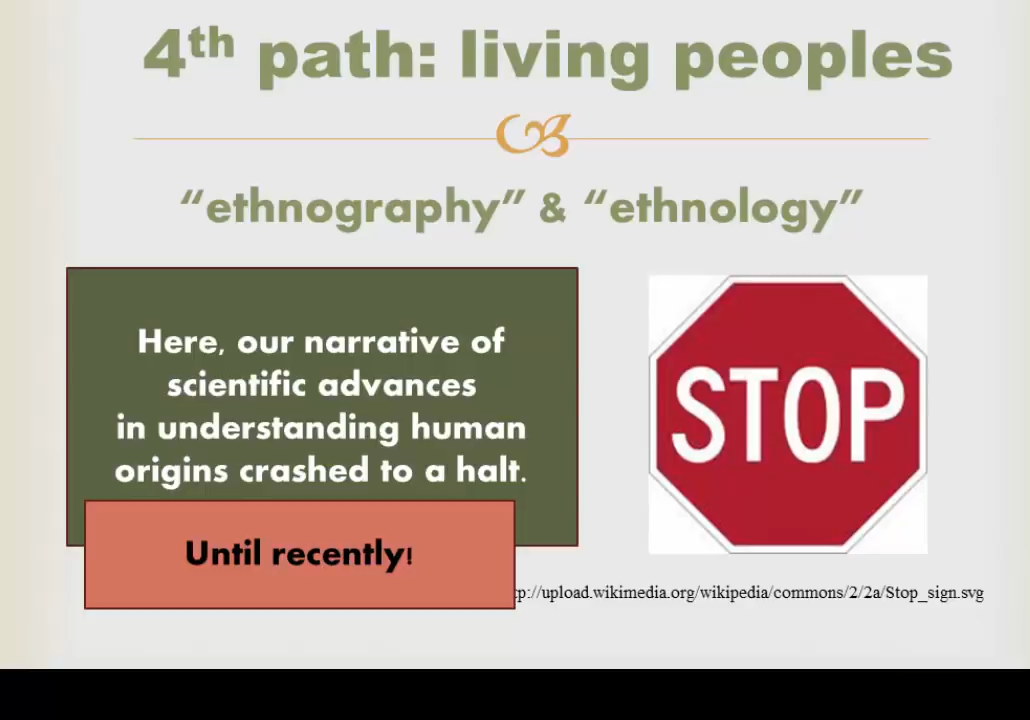 4th path: living peoples
“ethnography” & “ethnology”
Here, our narrative of
scientific advances
in understanding human
origins crashed to a halt.
Until recently!
STOP
tp://upload.wikimedia.org/wikipedia/commons/2/2a/Stop_sign.svg